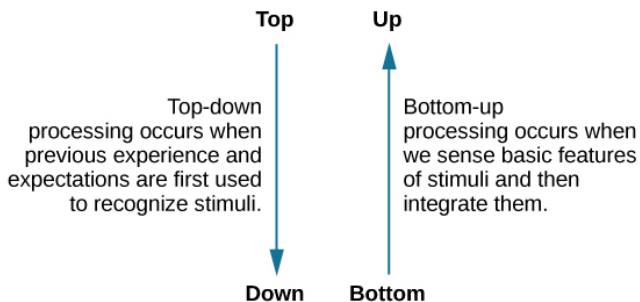 Top
Up
Top-down
processing occurs when
previous experience and
expectations are first used
to recognize stimuli.
Bottom-up
processing occurs when
we sense basic features
of stimuli and then
integrate them.
Down
Bottom